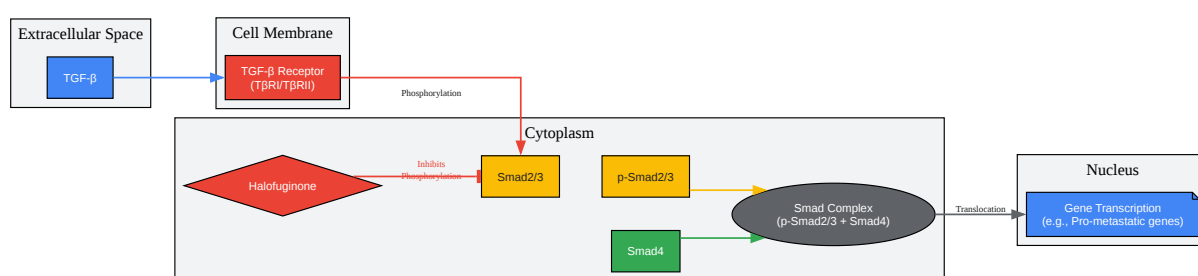 Extracellular Space
TGF-β
Cell Membrane
TGF-β Receptor
(TβRI/TβRII)
Phosphorylation
Cytoplasm
Halofuginone
Inhibits
Phosphorylation
Smad2/3
p-Smad2/3
Smad4
Smad Complex
(p-Smad2/3 + Smad4)
Translocation
Nucleus
Gene Transcription
(e.g., Pro-metastatic genes)